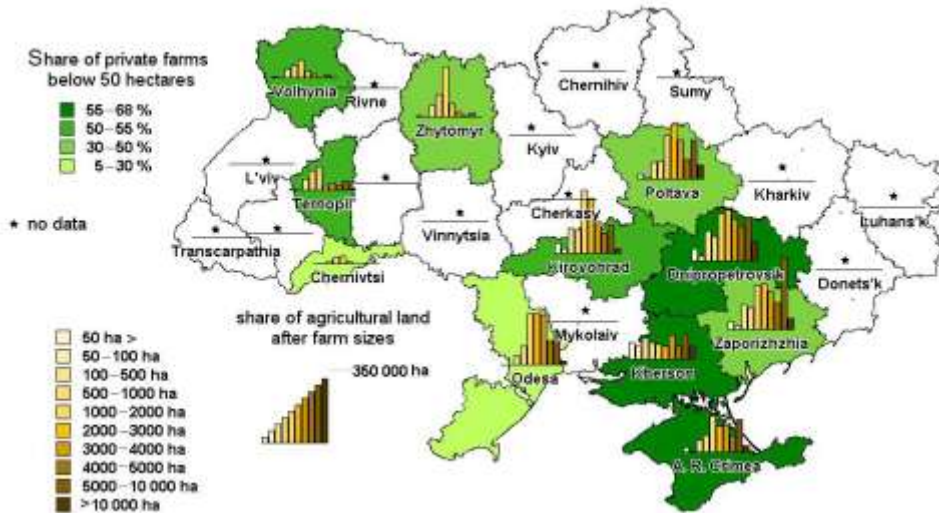 Share of private farms
below 50 hectares
55-68 %
50-55 %
30-50 %
5-30 %
★ no data
Volhynia
Rivne
Zhytomyr
Chernihiv
Sumy
Kyiv
L'viv
Ternopil
Poltava
Kharkiv
Luhans'k
Cherkasy
Vinnytsia
Transcarpathia
Chernivtsi
Kirovohrad
Dnipropetrovsik
Donets'k
share of agricultural land
after farm sizes
350 000 ha
Mykolaiv
Zaporizhzhia
Odesa
Kherson
A. R. Crimea
50 ha >
50-100 ha
100-500 ha
500-1000 ha
1000-2000 ha
2000-3000 ha
3000-4000 ha
4000-5000 ha
5000-10 000 ha
>10 000 ha